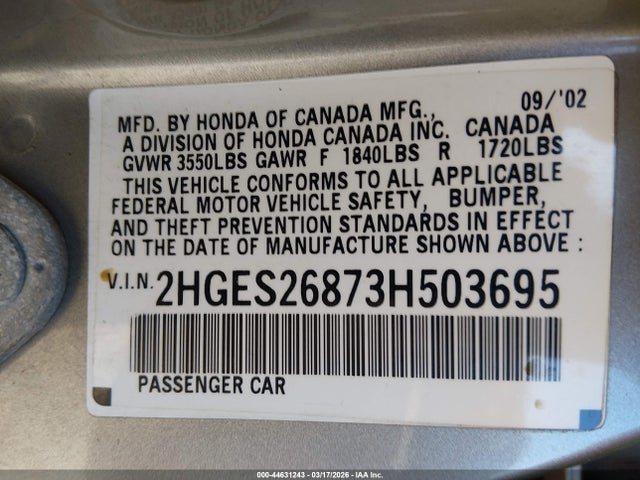 09/'02
MFD. BY HONDA OF CANADA MFG.,
A DIVISION OF HONDA CANADA INC. CANADA
GVWR 3550LBS GAWR F 1840LBS R 1720LBS
THIS VEHICLE CONFORMS TO ALL APPLICABLE
FEDERAL MOTOR VEHICLE SAFETY, BUMPER,
AND THEFT PREVENTION STANDARDS IN EFFECT
ON THE DATE OF MANUFACTURE SHOWN ABOVE :
V.I.N. 2HGES26873H503695
PASSENGER CAR
000-44631243 - 03/17/2026 - IAA Inc.